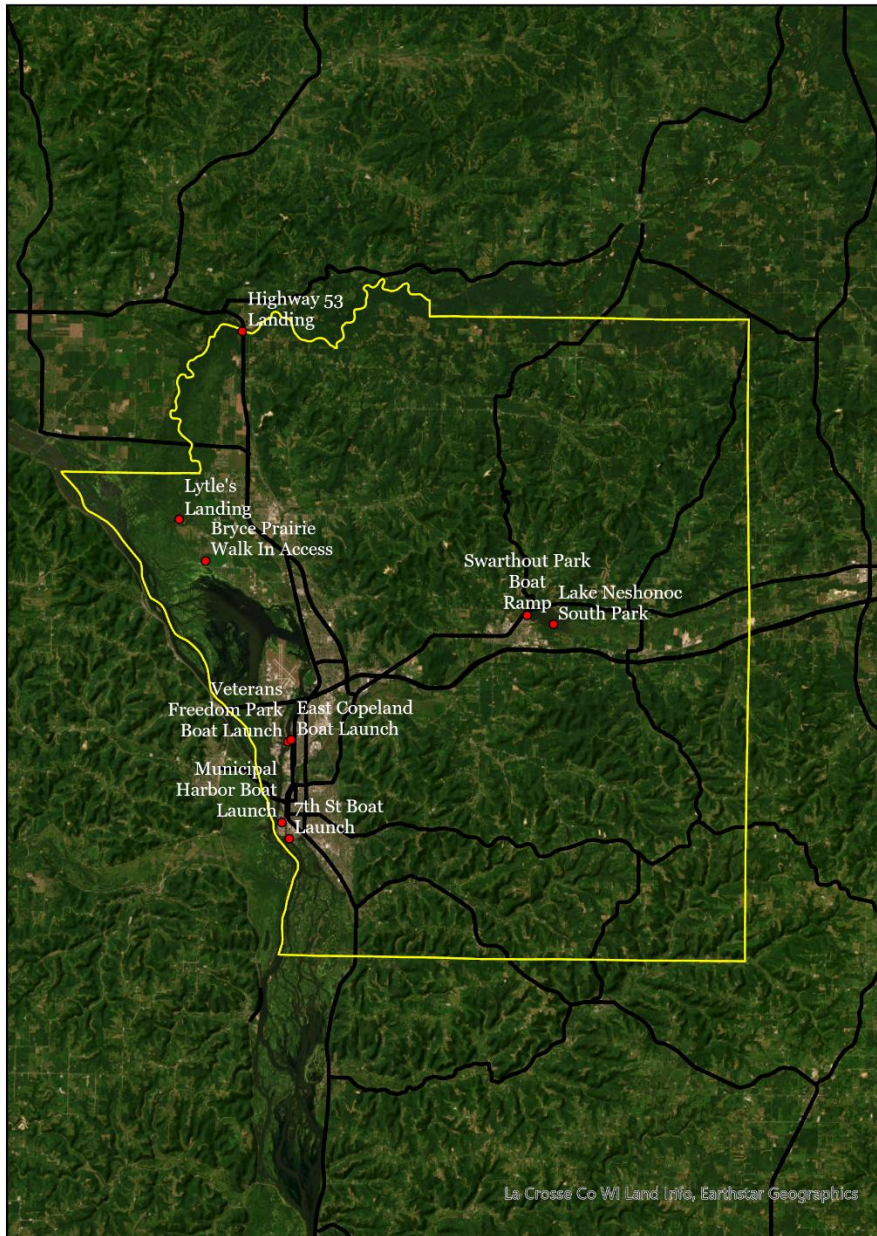 Highway 53
Landing
Lytle's
Landing
Bryce Prairie
Walk In Access
Swarthout Park
Boat
Ramp
Lake Neshonoc
South Park
Veterans
Freedom Park
Boat Launch
East Copeland
Boat Launch
Municipal
Harbor Boat
Launch
7th St Boat
Launch
La Crosse Co WI Land Info, Earthstar Geographics